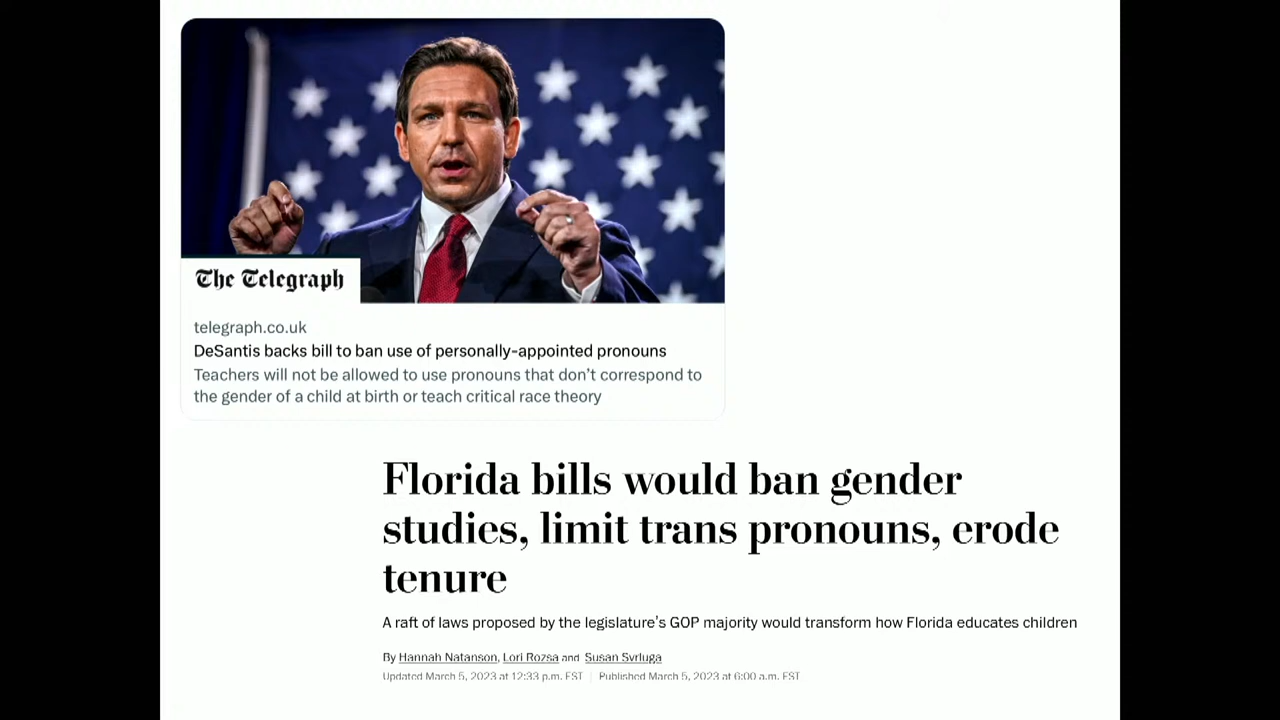 The Telegraph
telegraph.co.uk
DeSantis backs bill to ban use of personally-appointed pronouns
Teachers will not be allowed to use pronouns that don't correspond to
the gender of a child at birth or teach critical race theory
Florida bills would ban gender
studies, limit trans pronouns, erode
tenure
A raft of laws proposed by the legislature's GOP majority would transform how Florida educates children
By Hannah Natanson, Lori Rozsa and Susan Svrluga
Updated March 5, 2023 at 12:33 p.m. EST | Published March 5, 2023 at 6:00 a.m. EST